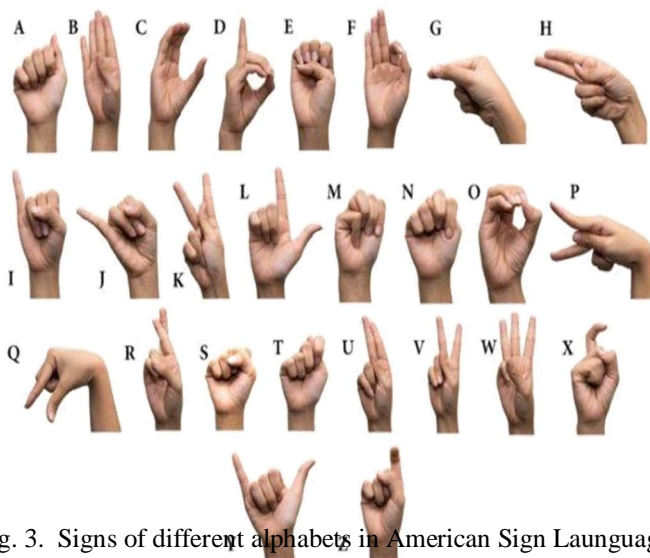 A B C D E F G H
I J K L M N O P
Q R S T U V W X
Y Z
g. 3. Signs of different alphabets in American Sign Launguag